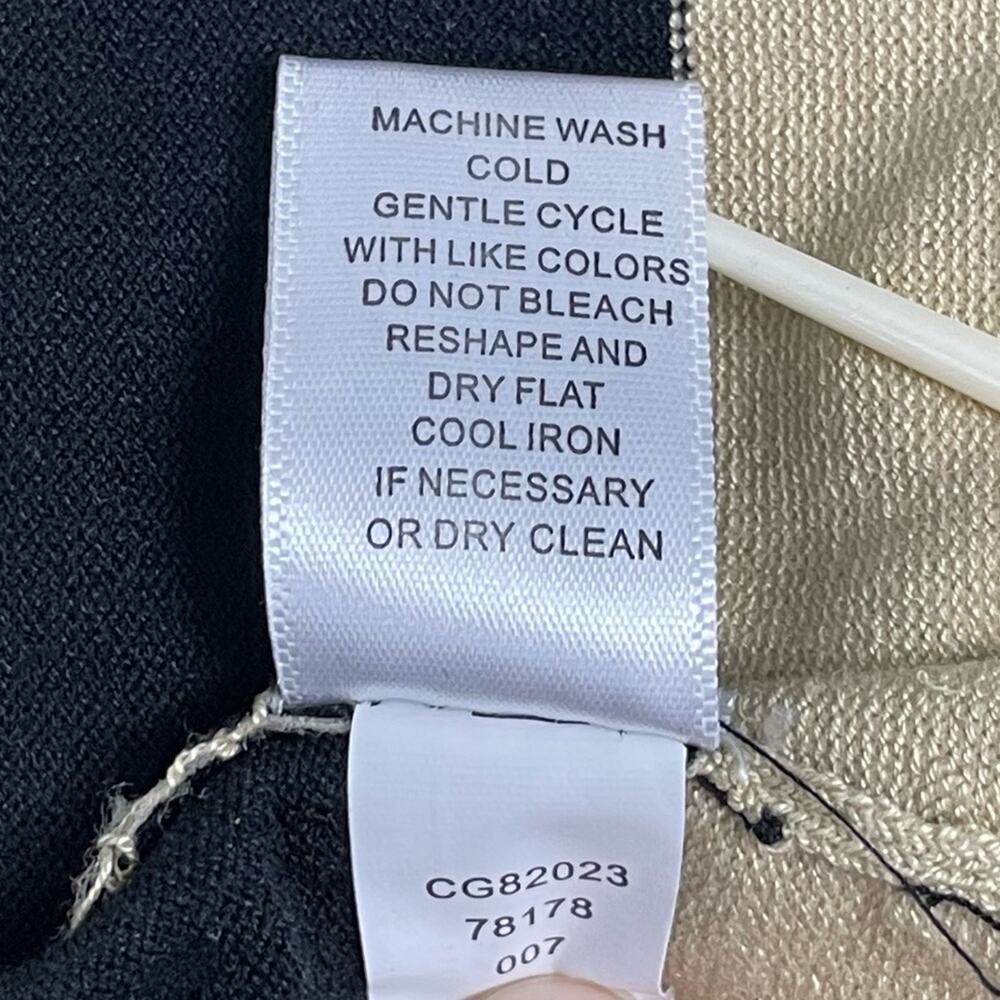 MACHINE WASH
COLD
GENTLE CYCLE
WITH LIKE COLORS
DO NOT BLEACH
RESHAPE AND
DRY FLAT
COOL IRON
IF NECESSARY
OR DRY CLEAN
CG82023
78178
007